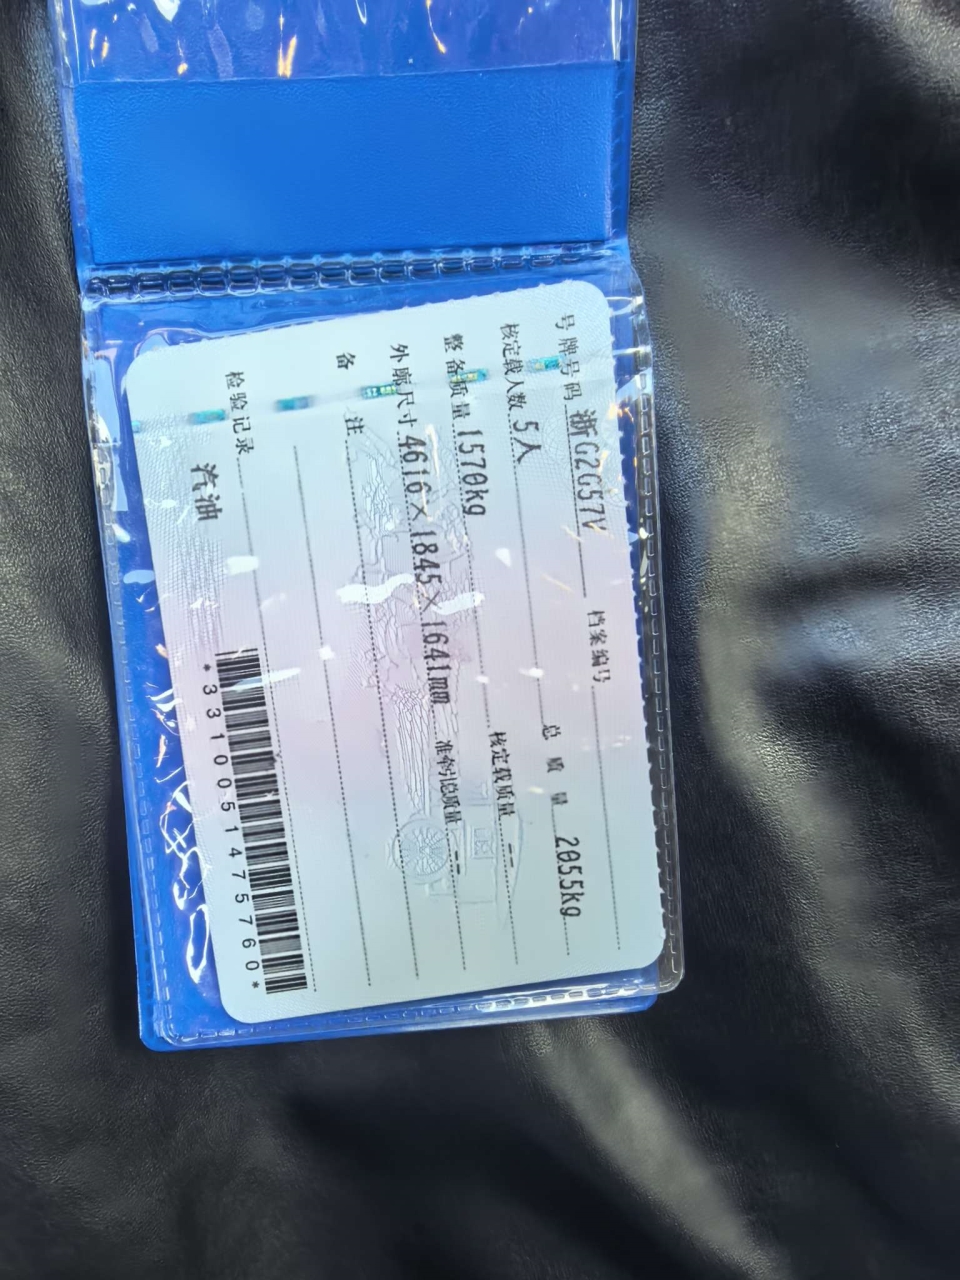 号牌号码 浙G2G57V 档案编号
核定载人数 5人 总质量 2055kg
整备质量 1570kg 核定载质量 --
外廓尺寸 4616×1845×1641mm 准牵引总质量 --
备注
检验记录
汽油
*3310051475760*